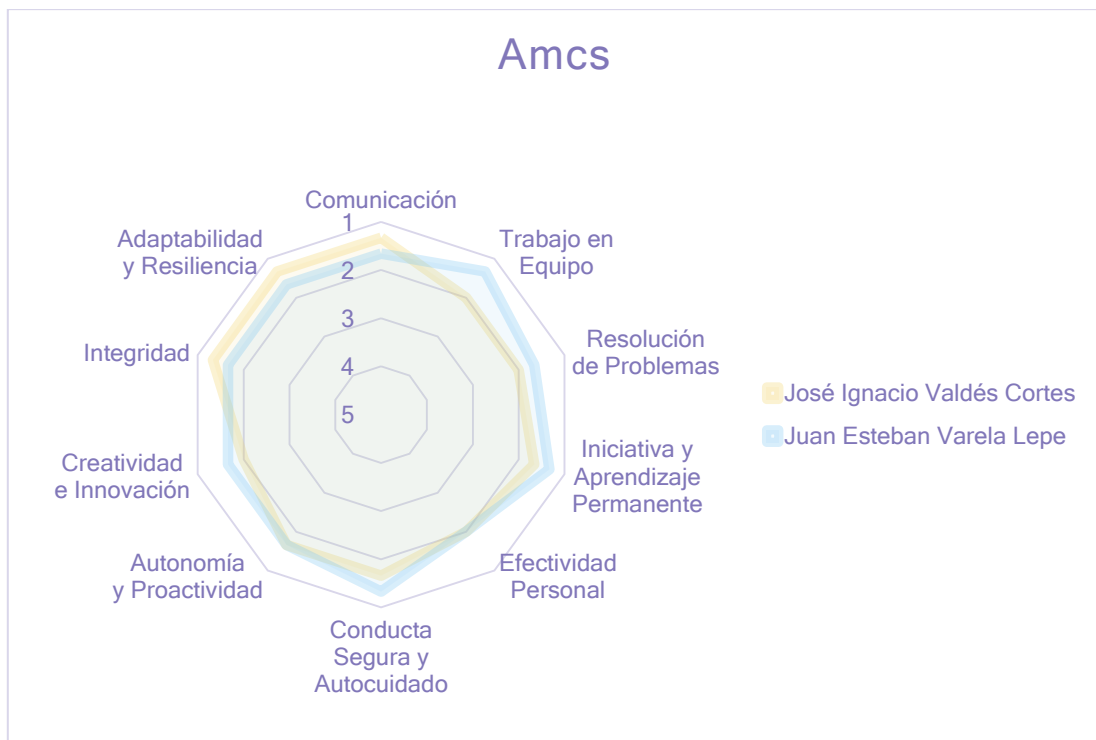 Amcs
Comunicación
Trabajo en
Equipo
Resolución
de Problemas
Iniciativa y
Aprendizaje
Permanente
Efectividad
Personal
Conducta
Segura y
Autocuidado
Autonomía
y Proactividad
Creatividad
e Innovación
Integridad
Adaptabilidad
y Resiliencia
1
2
3
4
5
José Ignacio Valdés Cortes
Juan Esteban Varela Lepe